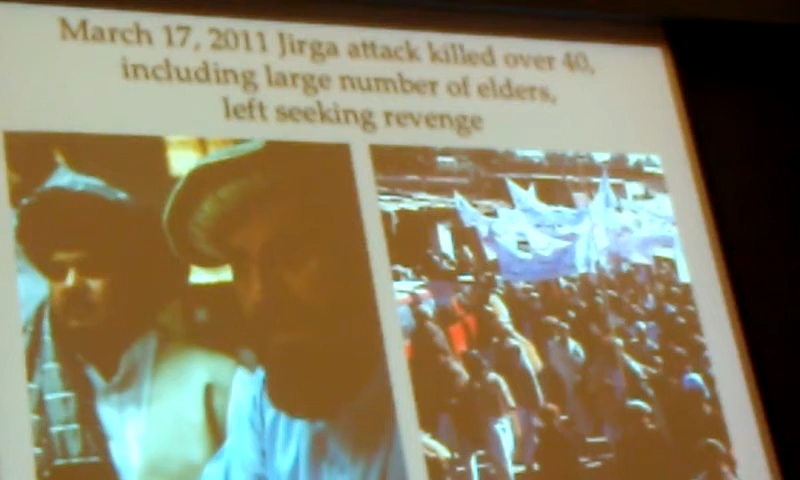 March 17, 2011 Jirga attack killed over 40,
including large number of elders,
left seeking revenge